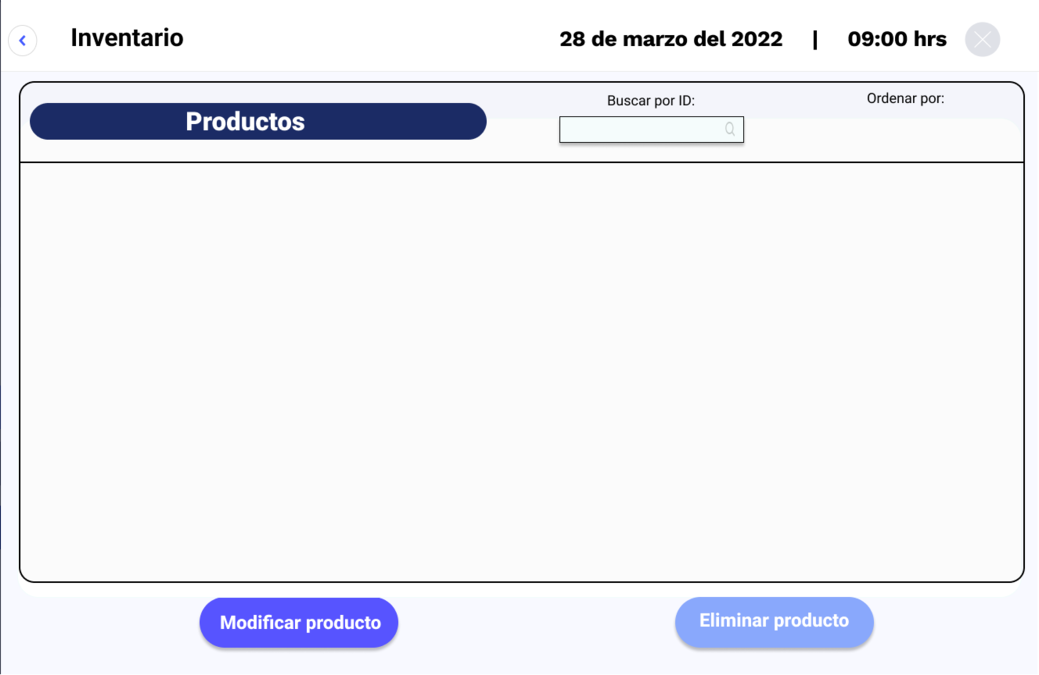 Inventario
28 de marzo del 2022 | 09:00 hrs
Productos
Buscar por ID:
Ordenar por:
Modificar producto
Eliminar producto